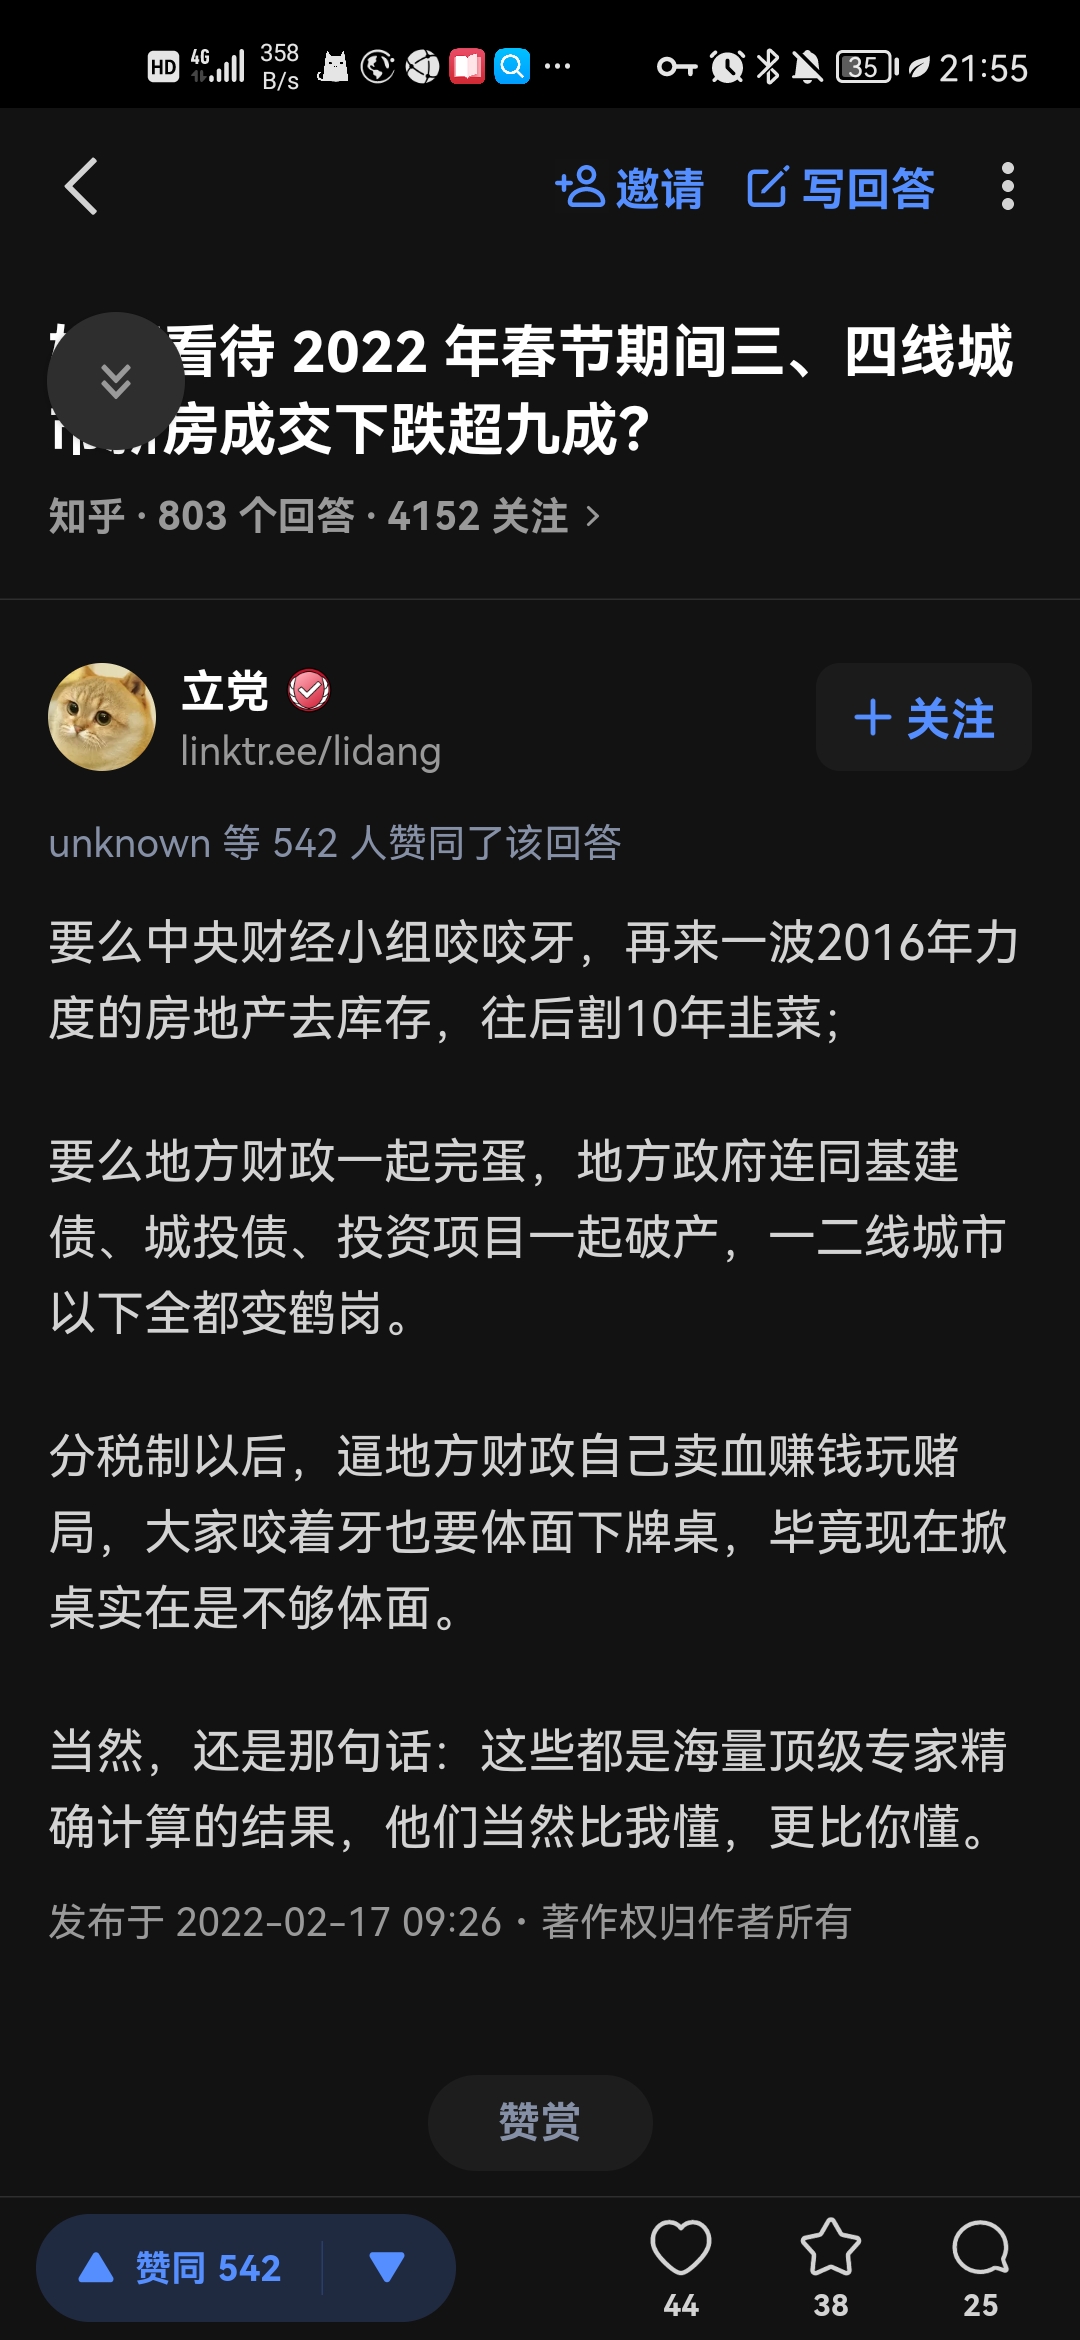 HD 4G 358 B/s 35 21:55
邀请 写回答
看待 2022 年春节期间三、四线城
房成交下跌超九成？
知乎 · 803 个回答 · 4152 关注 >
立党
linktr.ee/lidang
+ 关注
unknown 等 542 人赞同了该回答
要么中央财经小组咬咬牙，再来一波2016年力
度的房地产去库存，往后割10年韭菜；
要么地方财政一起完蛋，地方政府连同基建
债、城投债、投资项目一起破产，一二线城市
以下全都变鹤岗。
分税制以后，逼地方财政自己卖血赚钱玩赌
局，大家咬着牙也要体面下牌桌，毕竟现在掀
桌实在是不够体面。
当然，还是那句话：这些都是海量顶级专家精
确计算的结果，他们当然比我懂，更比你懂。
发布于 2022-02-17 09:26 · 著作权归作者所有
赞赏
赞同 542
44 38 25